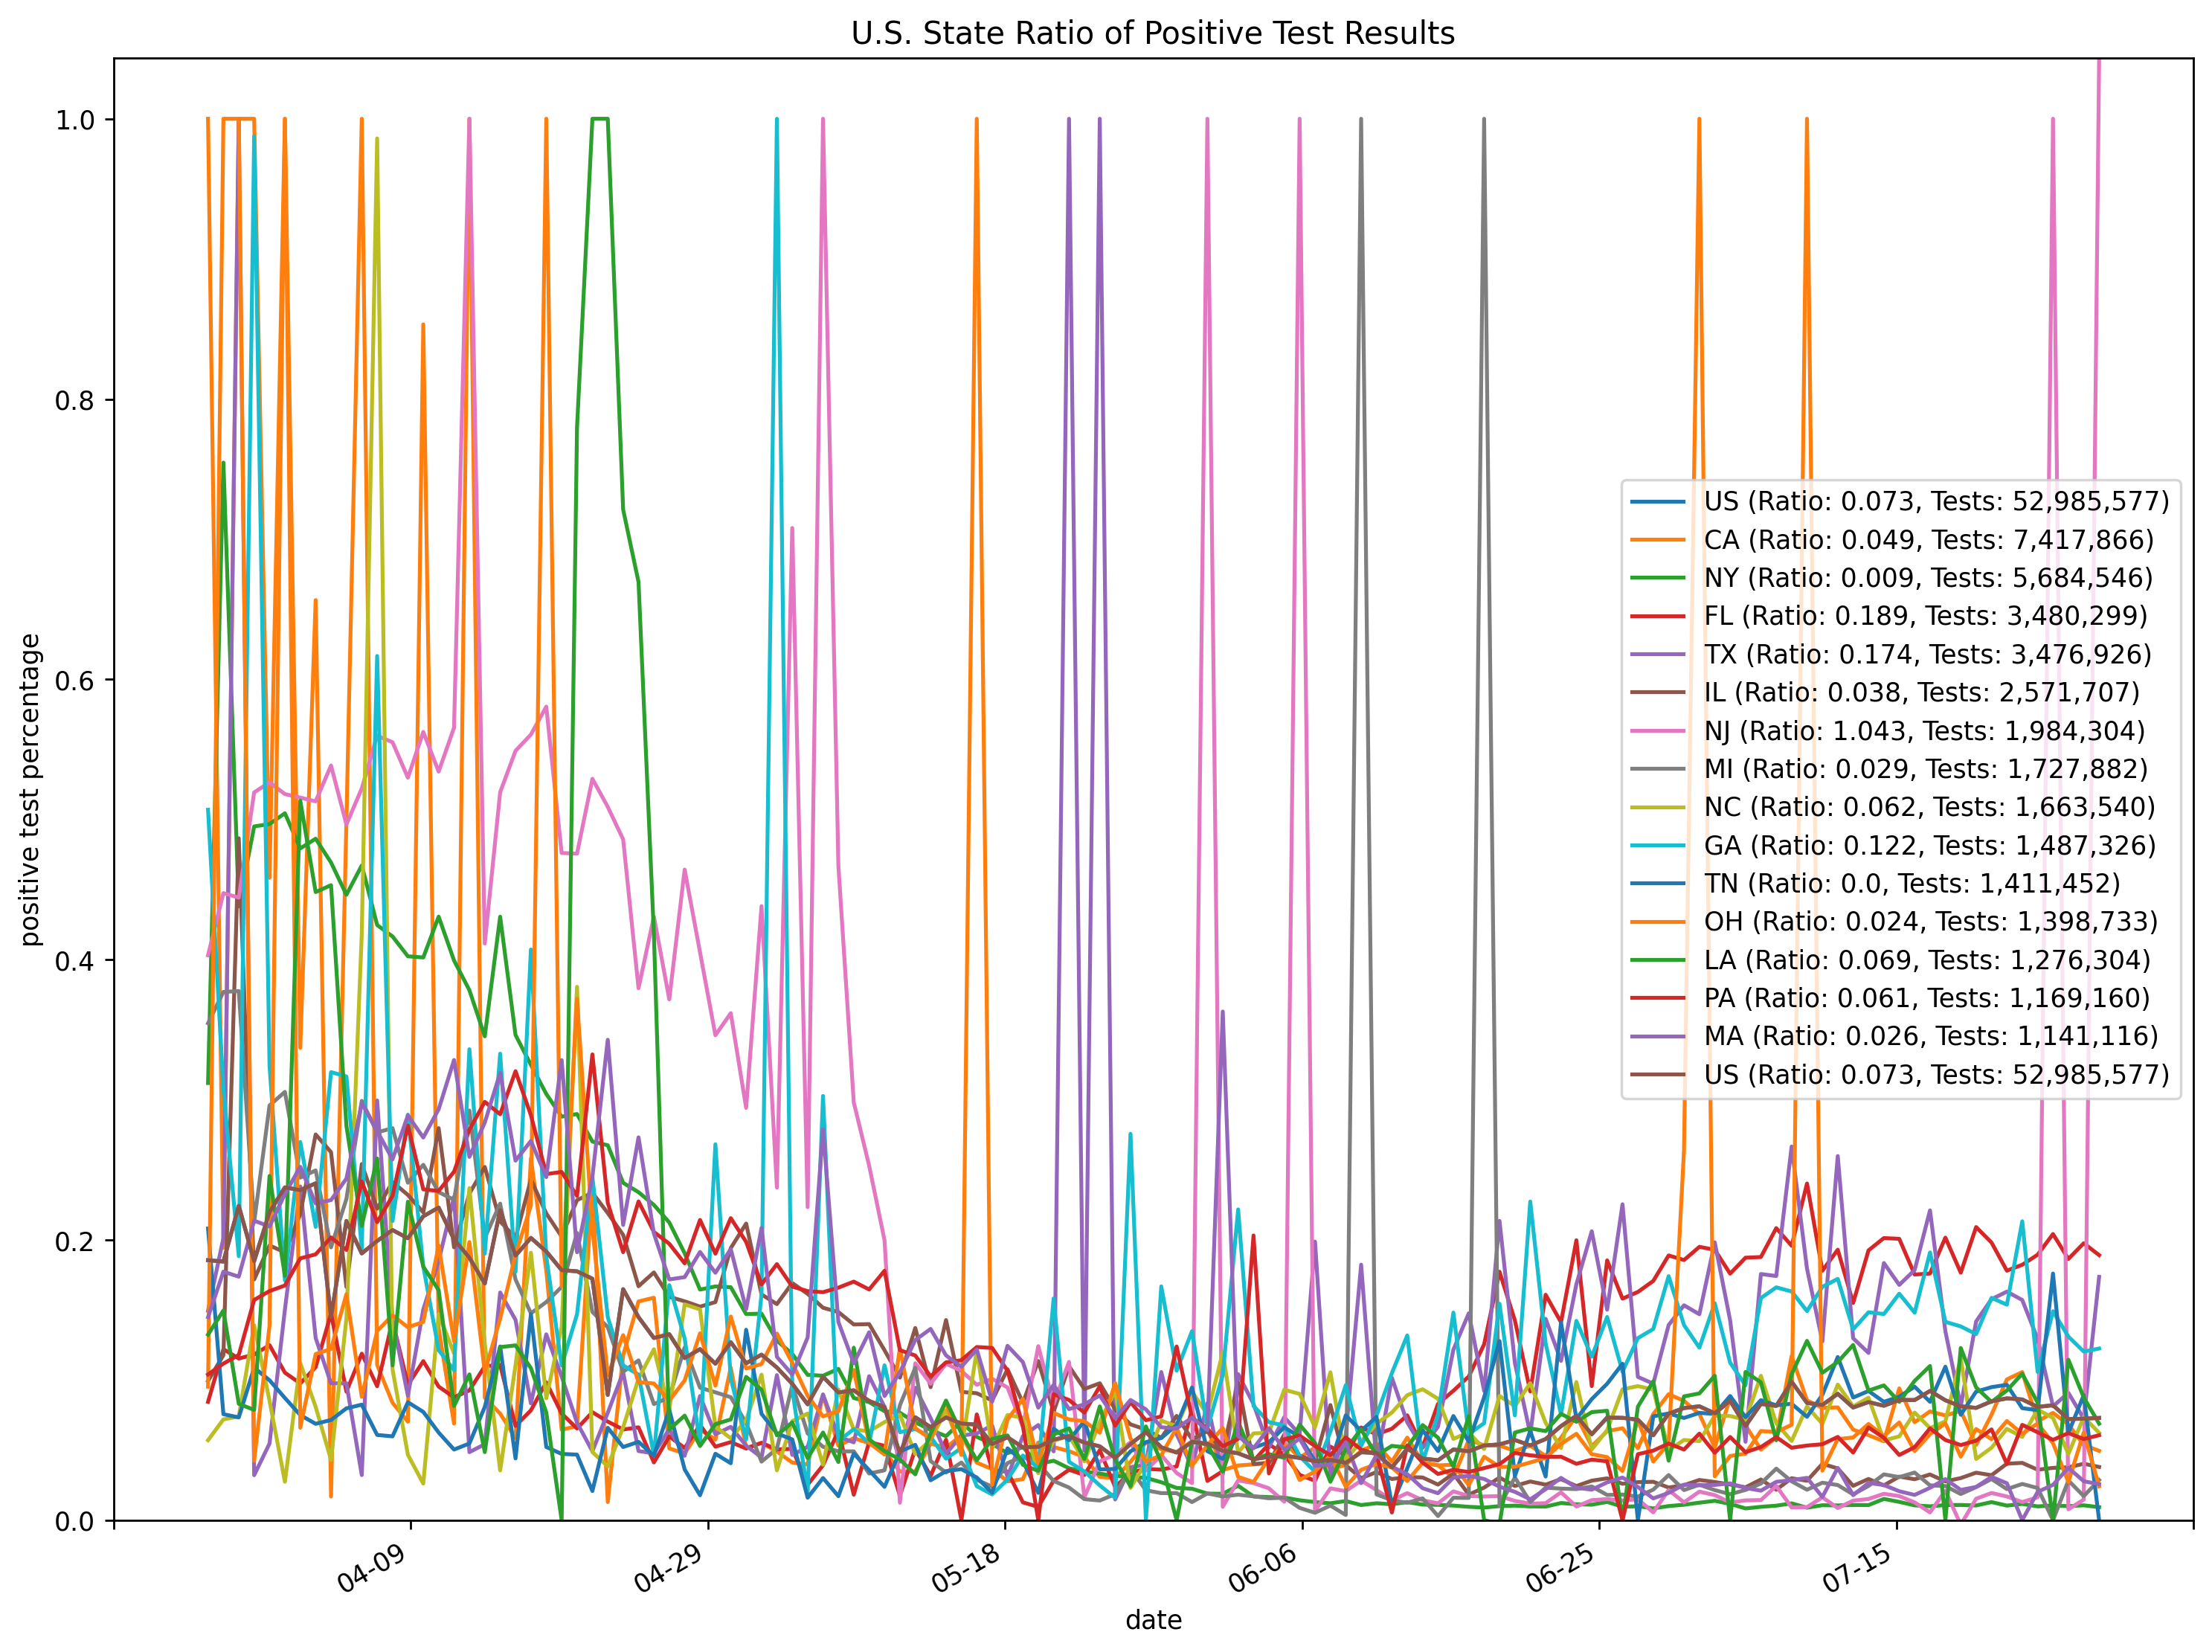 U.S. State Ratio of Positive Test Results
1.0
0.8
0.6
0.4
0.2
0.0
positive test percentage
US (Ratio: 0.073, Tests: 52,985,577)
CA (Ratio: 0.049, Tests: 7,417,866)
NY (Ratio: 0.009, Tests: 5,684,546)
FL (Ratio: 0.189, Tests: 3,480,299)
TX (Ratio: 0.174, Tests: 3,476,926)
IL (Ratio: 0.038, Tests: 2,571,707)
NJ (Ratio: 1.043, Tests: 1,984,304)
MI (Ratio: 0.029, Tests: 1,727,882)
NC (Ratio: 0.062, Tests: 1,663,540)
GA (Ratio: 0.122, Tests: 1,487,326)
TN (Ratio: 0.0, Tests: 1,411,452)
OH (Ratio: 0.024, Tests: 1,398,733)
LA (Ratio: 0.069, Tests: 1,276,304)
PA (Ratio: 0.061, Tests: 1,169,160)
MA (Ratio: 0.026, Tests: 1,141,116)
US (Ratio: 0.073, Tests: 52,985,577)
04-09
04-29
05-18
06-06
06-25
07-15
date